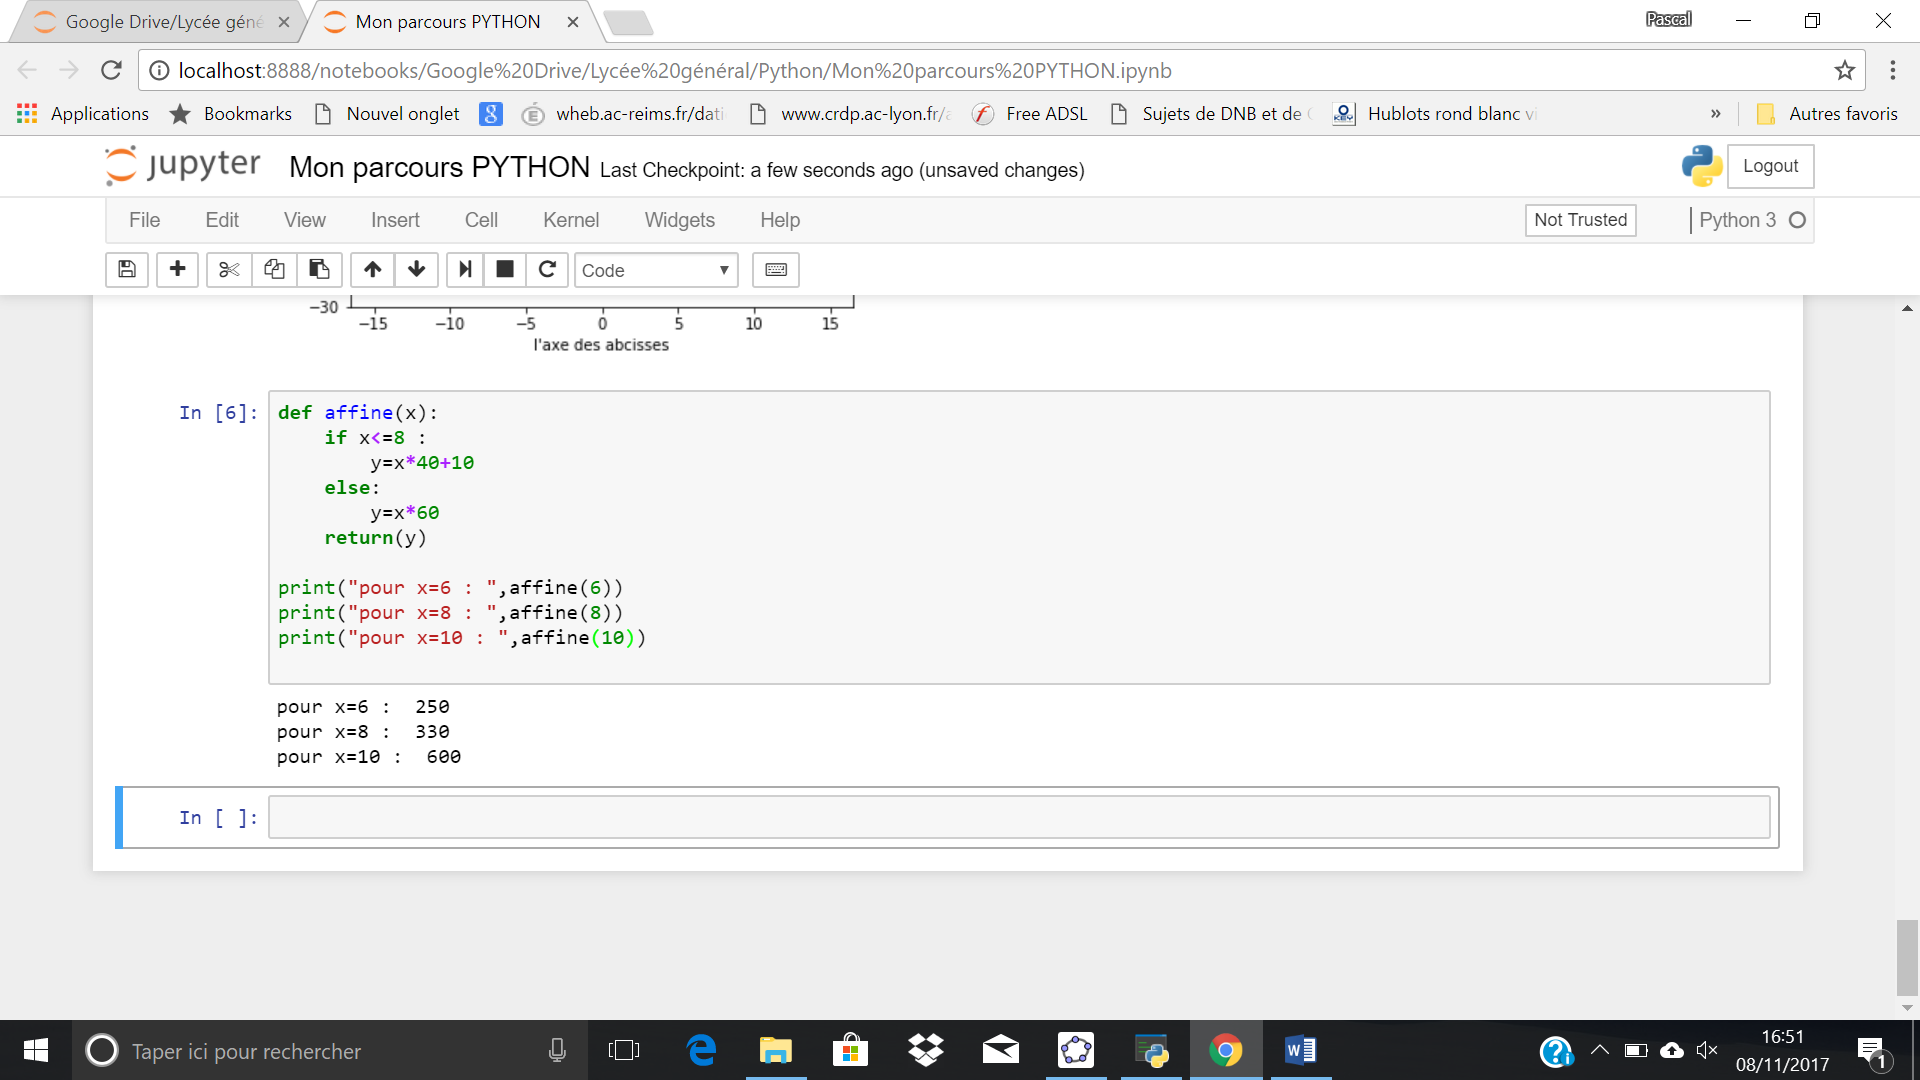 Google Drive/Lycée géné
Mon parcours PYTHON
Pascal
localhost:8888/notebooks/Google%20Drive/Lycée%20général/Python/Mon%20parcours%20PYTHON.ipynb
Applications
Bookmarks
Nouvel onglet
wheb.ac-reims.fr/dati
www.crdp.ac-lyon.fr/a
Free ADSL
Sujets de DNB et de
Hublots rond blanc vi
»
Autres favoris
jupyter
Mon parcours PYTHON Last Checkpoint: a few seconds ago (unsaved changes)
Logout
File Edit View Insert Cell Kernel Widgets Help
Not Trusted
Python 3
Code
−30
−15 −10 −5 0 5 10 15
l'axe des abcisses
In [6]:
def affine(x):
    if x<=8 :
        y=x*40+10
    else:
        y=x*60
    return(y)
print("pour x=6 : ",affine(6))
print("pour x=8 : ",affine(8))
print("pour x=10 : ",affine(10))
pour x=6 :  250
pour x=8 :  330
pour x=10 :  600
In [ ]:
Taper ici pour rechercher
16:51
08/11/2017
1